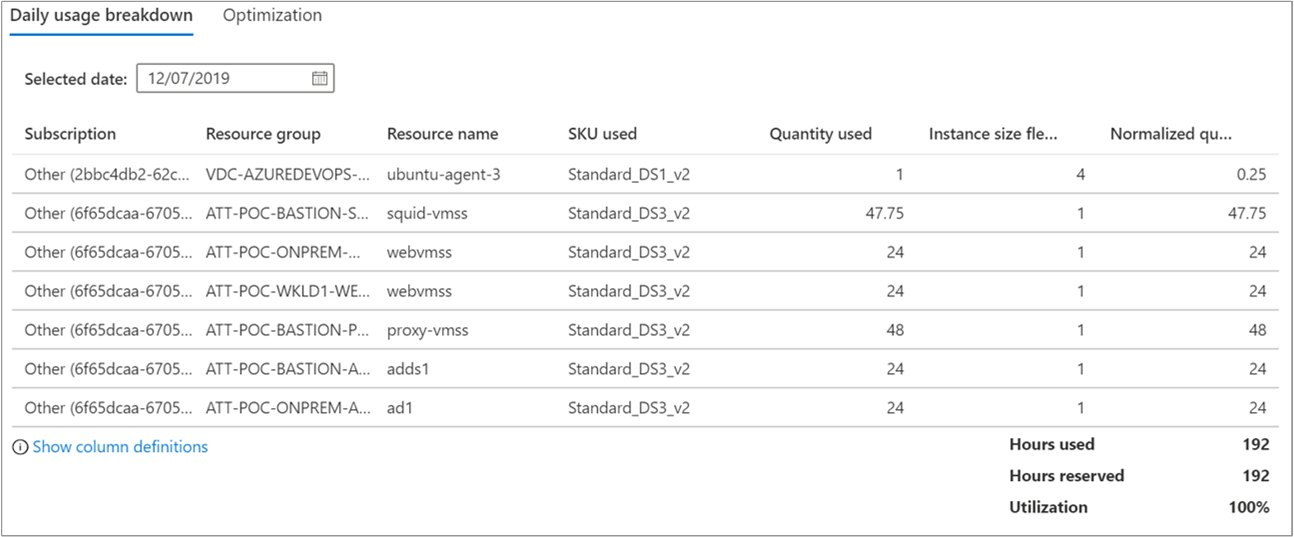 Daily usage breakdown Optimization
Selected date: 12/07/2019
Subscription Resource group Resource name SKU used Quantity used Instance size fle... Normalized qu...
Other (2bbc4db2-62c... VDC-AZUREDEVOPS-... ubuntu-agent-3 Standard_DS1_v2 1 4 0.25
Other (6f65dcaa-6705... ATT-POC-BASTION-S... squid-vmss Standard_DS3_v2 47.75 1 47.75
Other (6f65dcaa-6705... ATT-POC-ONPREM-... webvmss Standard_DS3_v2 24 1 24
Other (6f65dcaa-6705... ATT-POC-WKLD1-WE... webvmss Standard_DS3_v2 24 1 24
Other (6f65dcaa-6705... ATT-POC-BASTION-P... proxy-vmss Standard_DS3_v2 48 1 48
Other (6f65dcaa-6705... ATT-POC-BASTION-A... adds1 Standard_DS3_v2 24 1 24
Other (6f65dcaa-6705... ATT-POC-ONPREM-A... ad1 Standard_DS3_v2 24 1 24
Show column definitions Hours used 192
Hours reserved 192
Utilization 100%